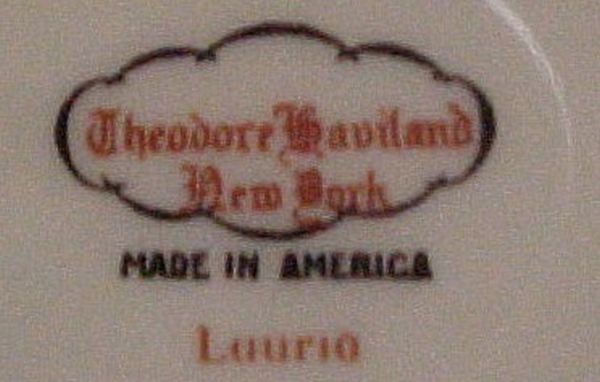 Theodore Haviland
New York
MADE IN AMERICA